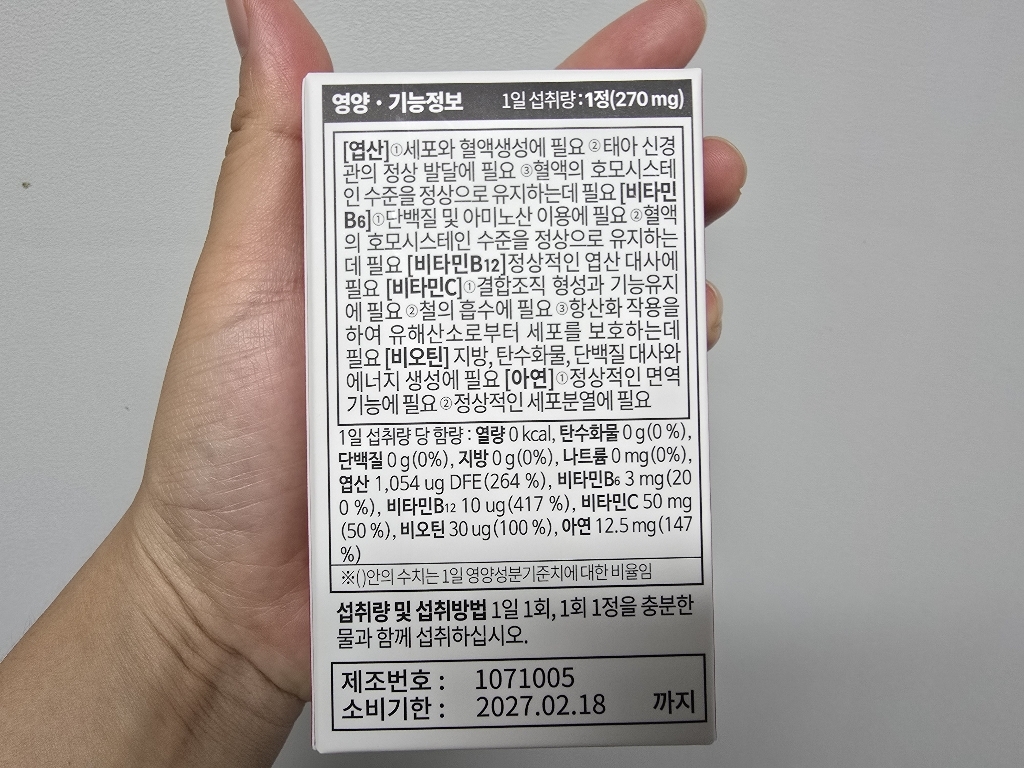 영양 · 기능정보 1일 섭취량 : 1정(270 mg)
[엽산]①세포와 혈액생성에 필요 ②태아 신경
관의 정상 발달에 필요 ③혈액의 호모시스테
인 수준을 정상으로 유지하는데 필요 [비타민
B6]①단백질 및 아미노산 이용에 필요 ②혈액
의 호모시스테인 수준을 정상으로 유지하는
데 필요 [비타민B12]정상적인 엽산 대사에
필요 [비타민C]①결합조직 형성과 기능유지
에 필요 ②철의 흡수에 필요 ③항산화 작용을
하여 유해산소로부터 세포를 보호하는데
필요 [비오틴] 지방, 탄수화물, 단백질 대사와
에너지 생성에 필요 [아연]①정상적인 면역
기능에 필요 ②정상적인 세포분열에 필요
1일 섭취량 당 함량 : 열량 0 kcal, 탄수화물 0 g(0 %),
단백질 0 g(0%), 지방 0 g(0%), 나트륨 0 mg(0%),
엽산 1,054 ug DFE(264 %), 비타민B6 3 mg(20
0 %), 비타민B12 10 ug(417 %), 비타민C 50 mg
(50 %), 비오틴 30 ug(100 %), 아연 12.5 mg(147
%)
※()안의 수치는 1일 영양성분기준치에 대한 비율임
섭취량 및 섭취방법 1일 1회, 1회 1정을 충분한
물과 함께 섭취하십시오.
제조번호 : 1071005
소비기한 : 2027.02.18 까지